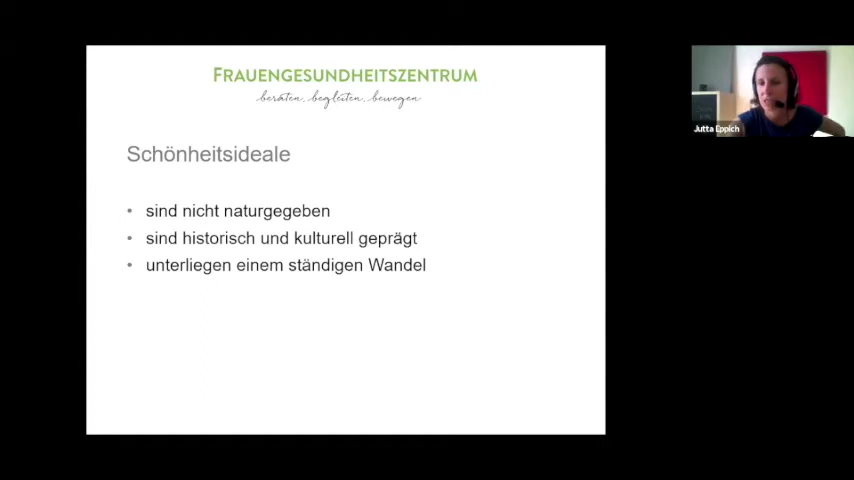 FRAUENGESUNDHEITSZENTRUM
beraten, begleiten, bewegen
Schönheitsideale
• sind nicht naturgegeben
• sind historisch und kulturell geprägt
• unterliegen einem ständigen Wandel
Jutta Eppich